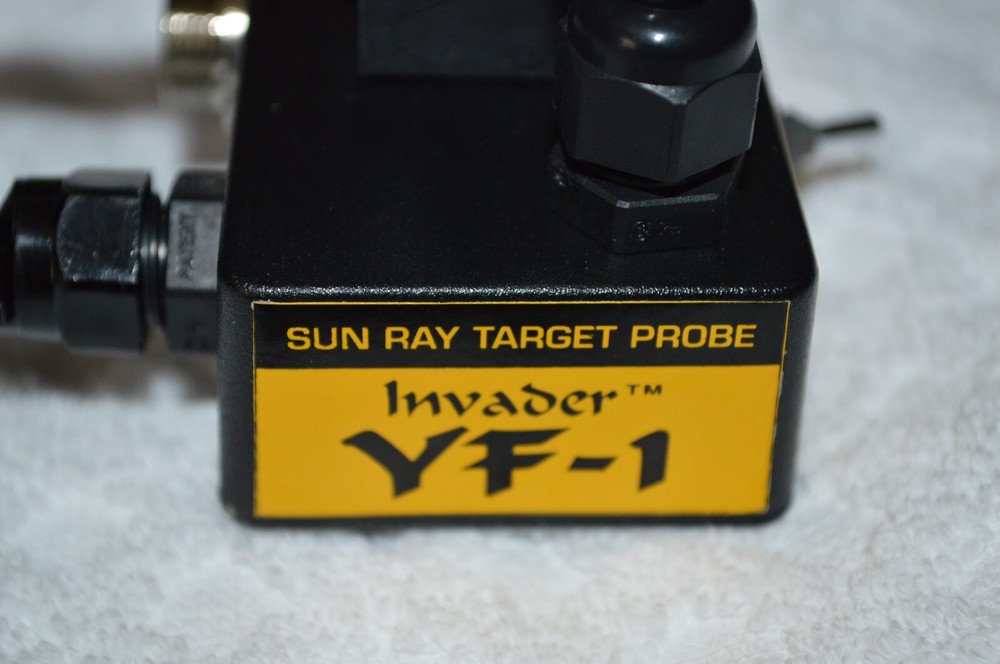 SUN RAY TARGET PROBE
Invader™
YF-1